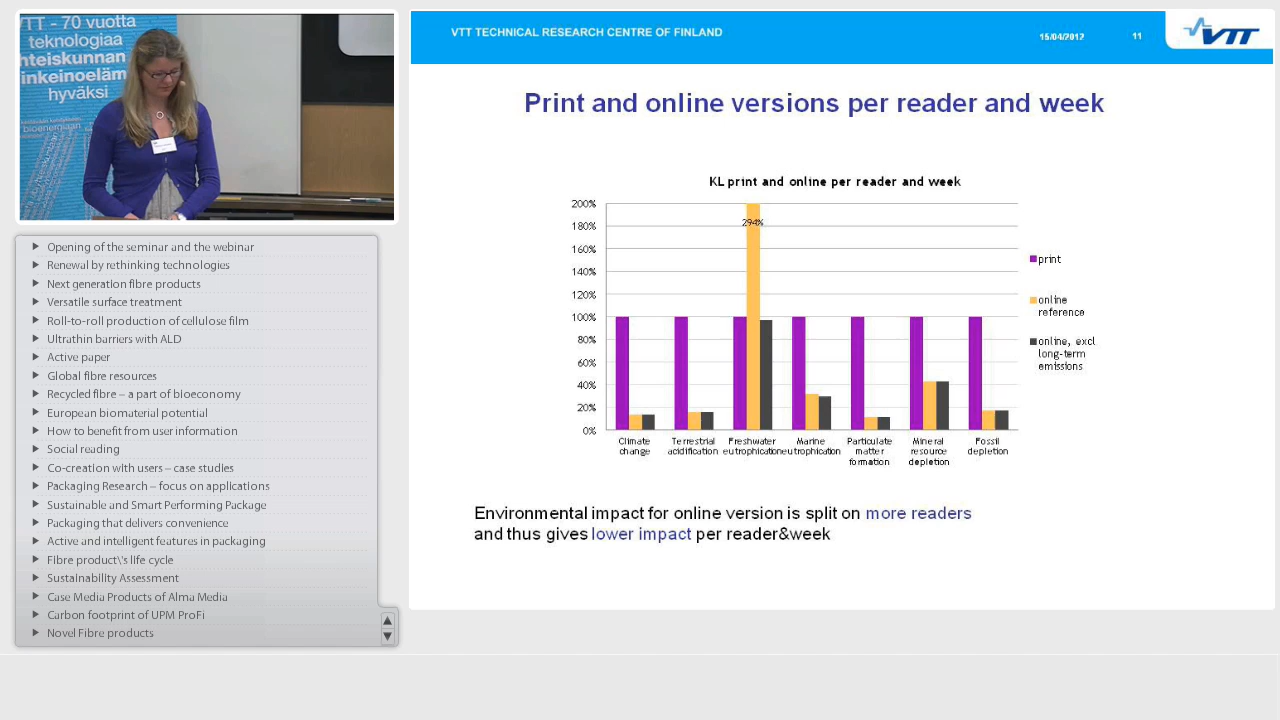 TT - 70 vuotta
teknologiaa
hteiskunnan
inkeinoeläm
hyväksi
bioenergiaan
Opening of the seminar and the webinar
Renewal by rethinking technologies
Next generation fibre products
Versatile surface treatment
Roll-to-roll production of cellulose film
Ultrathin barriers with ALD
Active paper
Global fibre resources
Recycled fibre – a part of bioeconomy
European biomaterial potential
How to benefit from user information
Social reading
Co-creation with users – case studies
Packaging Research – focus on applications
Sustainable and Smart Performing Package
Packaging that delivers convenience
Active and intelligent features in packaging
Fibre product\'s life cycle
Sustainability Assessment
Case Media Products of Alma Media
Carbon footprint of UPM ProFi
Novel Fibre products
VTT TECHNICAL RESEARCH CENTRE OF FINLAND
15/04/2012
11
VTT
Print and online versions per reader and week
KL print and online per reader and week
200%
180%
160%
140%
120%
100%
80%
60%
40%
20%
0%
294%
Climate
change
Terrestrial
acidification
Freshwater
eutrophication
Marine
eutrophication
Particulate
matter
formation
Mineral
resource
depletion
Fossil
depletion
print
online
reference
online, excl
long-term
emissions
Environmental impact for online version is split on more readers
and thus gives lower impact per reader&week